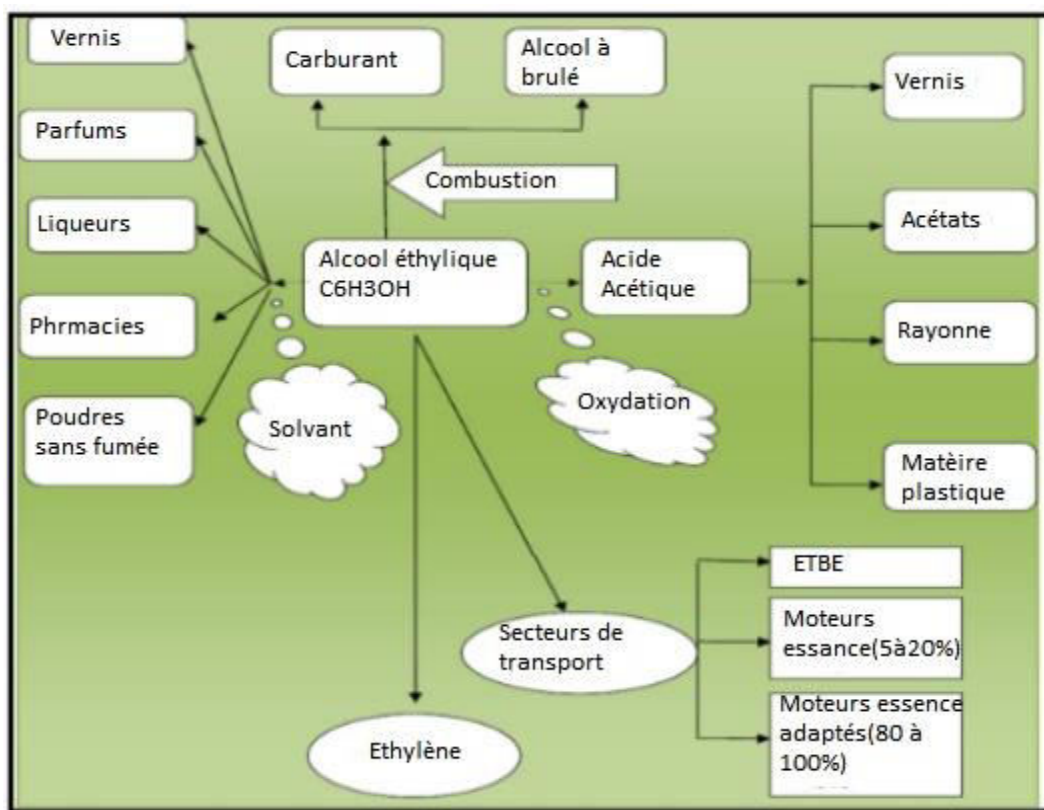 Vernis
Carburant
Alcool à
brulé
Vernis
Parfums
Combustion
Liqueurs
Alcool éthylique
C6H3OH
Acide
Acétique
Acétats
Phrmacies
Rayonne
Poudres
sans fumée
Solvant
Oxydation
Matèire
plastique
ETBE
Secteurs de
transport
Moteurs
essance(5à20%)
Moteurs essence
adaptés(80 à
100%)
Ethylène